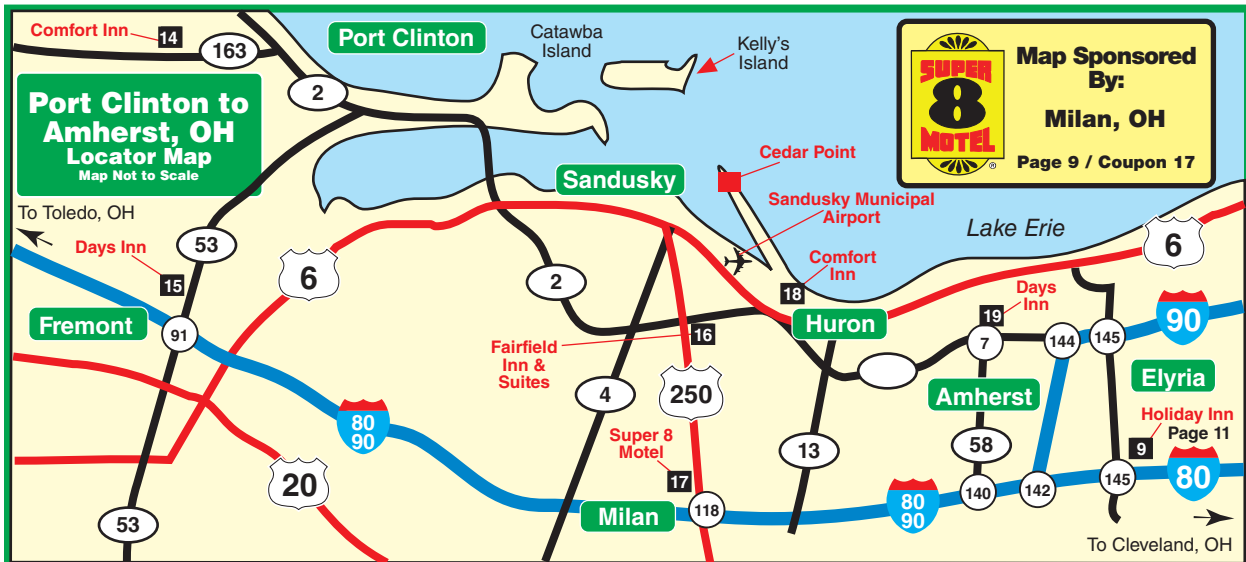 Comfort Inn
14
163
Port Clinton
Catawba
Island
Kelly's
Island
SUPER
8
MOTEL
®
Map Sponsored
By:
Milan, OH
Page 9 / Coupon 17
2
Port Clinton to
Amherst, OH
Locator Map
Map Not to Scale
Cedar Point
Sandusky
Sandusky Municipal
Airport
Lake Erie
6
To Toledo, OH
53
Days Inn
15
6
2
Comfort
Inn
18
Days
Inn
19
90
Fremont
91
Fairfield
Inn &
Suites
16
Huron
7
144
145
4
250
Amherst
Elyria
80
90
Super 8
Motel
17
13
58
Holiday Inn
Page 11
9
20
53
Milan
118
80
90
140
142
145
80
To Cleveland, OH